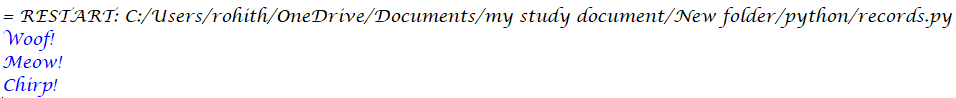 = RESTART: C:/Users/rohith/OneDrive/Documents/my study document/New folder/python/records.py
Woof!
Meow!
Chirp!